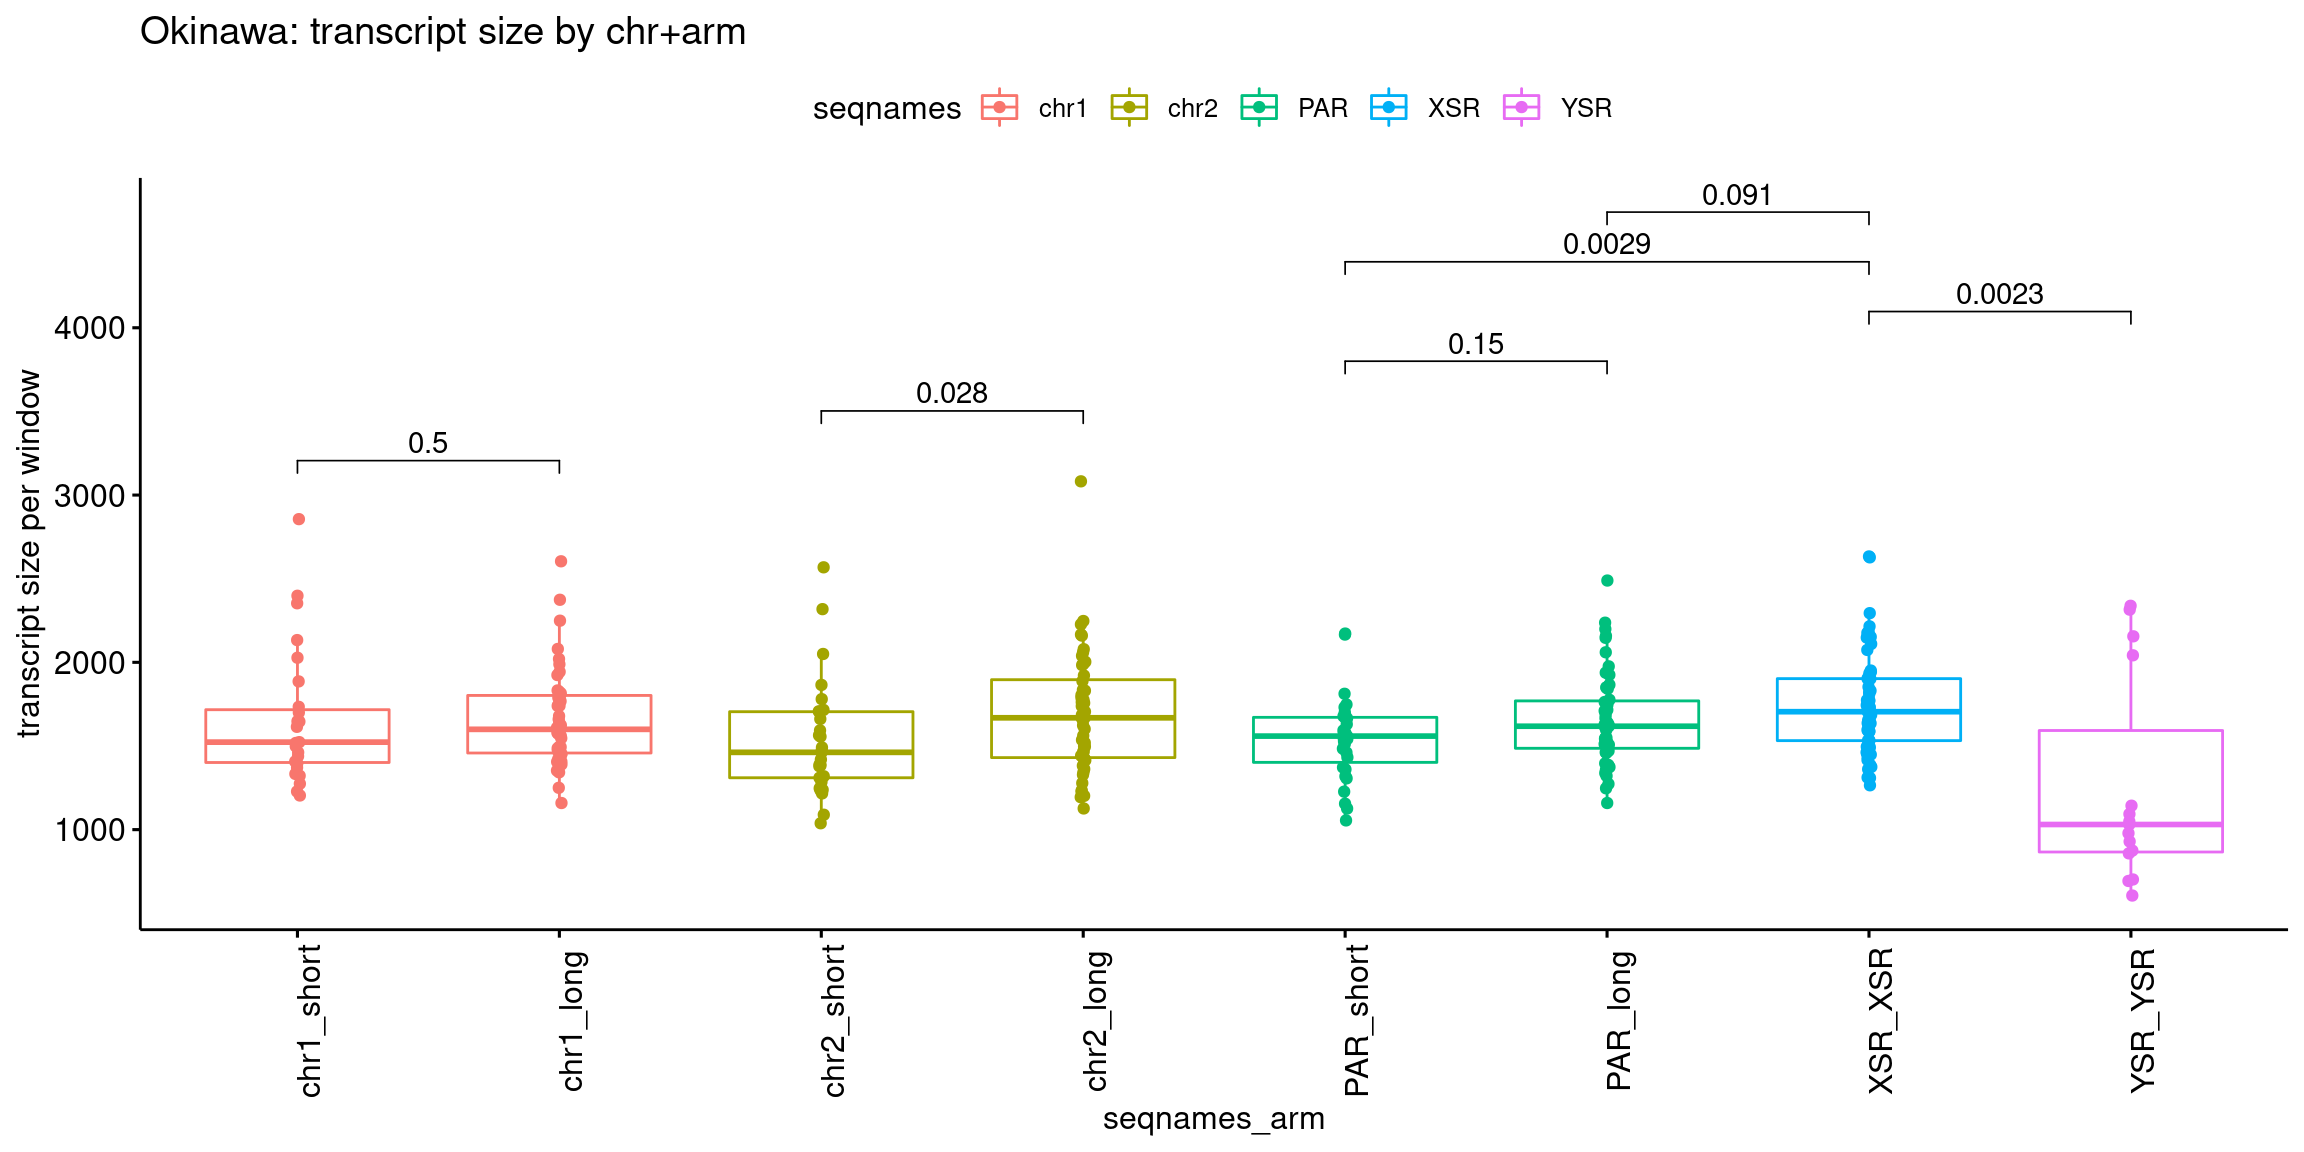 Okinawa: transcript size by chr+arm
seqnames chr1 chr2 PAR XSR YSR
0.091
0.0029
0.0023
0.15
0.028
0.5
transcript size per window
4000
3000
2000
1000
chr1_short
chr1_long
chr2_short
chr2_long
PAR_short
PAR_long
XSR_XSR
YSR_YSR
seqnames_arm